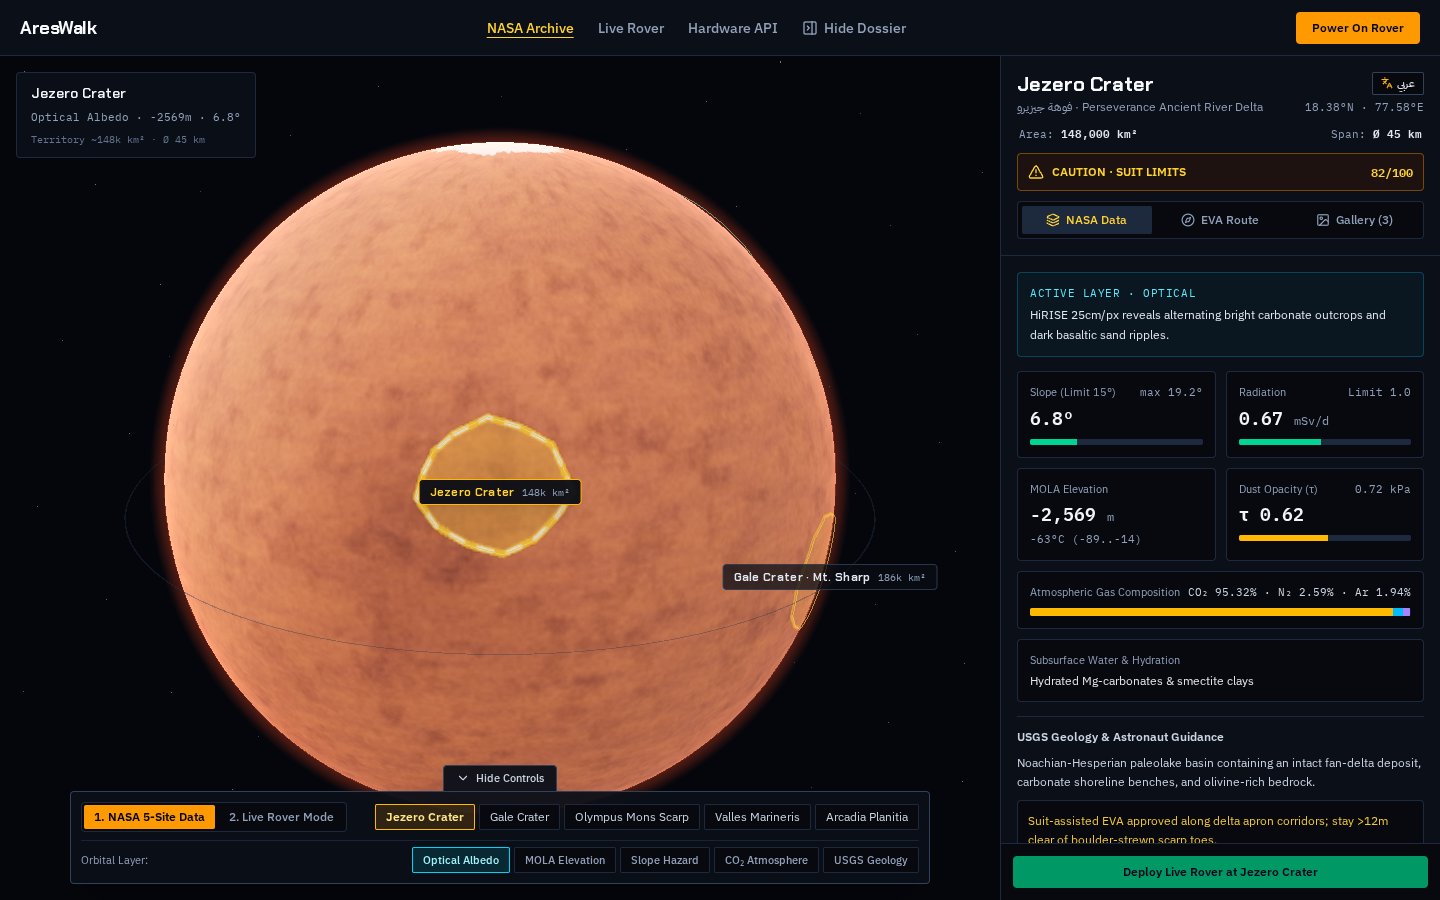 AresWalk
NASA Archive
Live Rover
Hardware API
Hide Dossier
Power On Rover
Jezero Crater
Optical Albedo · -2569m · 6.8°
Territory ~148k km² · Ø 45 km
Jezero Crater 148k km²
Gale Crater · Mt. Sharp 186k km²
Hide Controls
1. NASA 5-Site Data
2. Live Rover Mode
Jezero Crater
Gale Crater
Olympus Mons Scarp
Valles Marineris
Arcadia Planitia
Orbital Layer:
Optical Albedo
MOLA Elevation
Slope Hazard
CO₂ Atmosphere
USGS Geology
Jezero Crater
عربي
فوهة جيزيرو · Perseverance Ancient River Delta
18.38°N · 77.58°E
Area: 148,000 km²
Span: Ø 45 km
CAUTION · SUIT LIMITS
82/100
NASA Data
EVA Route
Gallery (3)
ACTIVE LAYER · OPTICAL
HiRISE 25cm/px reveals alternating bright carbonate outcrops and
dark basaltic sand ripples.
Slope (Limit 15°) max 19.2°
6.8°
Radiation Limit 1.0
0.67 mSv/d
MOLA Elevation
-2,569 m
-63°C (-89..-14)
Dust Opacity (τ) 0.72 kPa
τ 0.62
Atmospheric Gas Composition CO₂ 95.32% · N₂ 2.59% · Ar 1.94%
Subsurface Water & Hydration
Hydrated Mg-carbonates & smectite clays
USGS Geology & Astronaut Guidance
Noachian-Hesperian paleolake basin containing an intact fan-delta deposit,
carbonate shoreline benches, and olivine-rich bedrock.
Suit-assisted EVA approved along delta apron corridors; stay >12m
clear of boulder-strewn scarp toes.
Deploy Live Rover at Jezero Crater